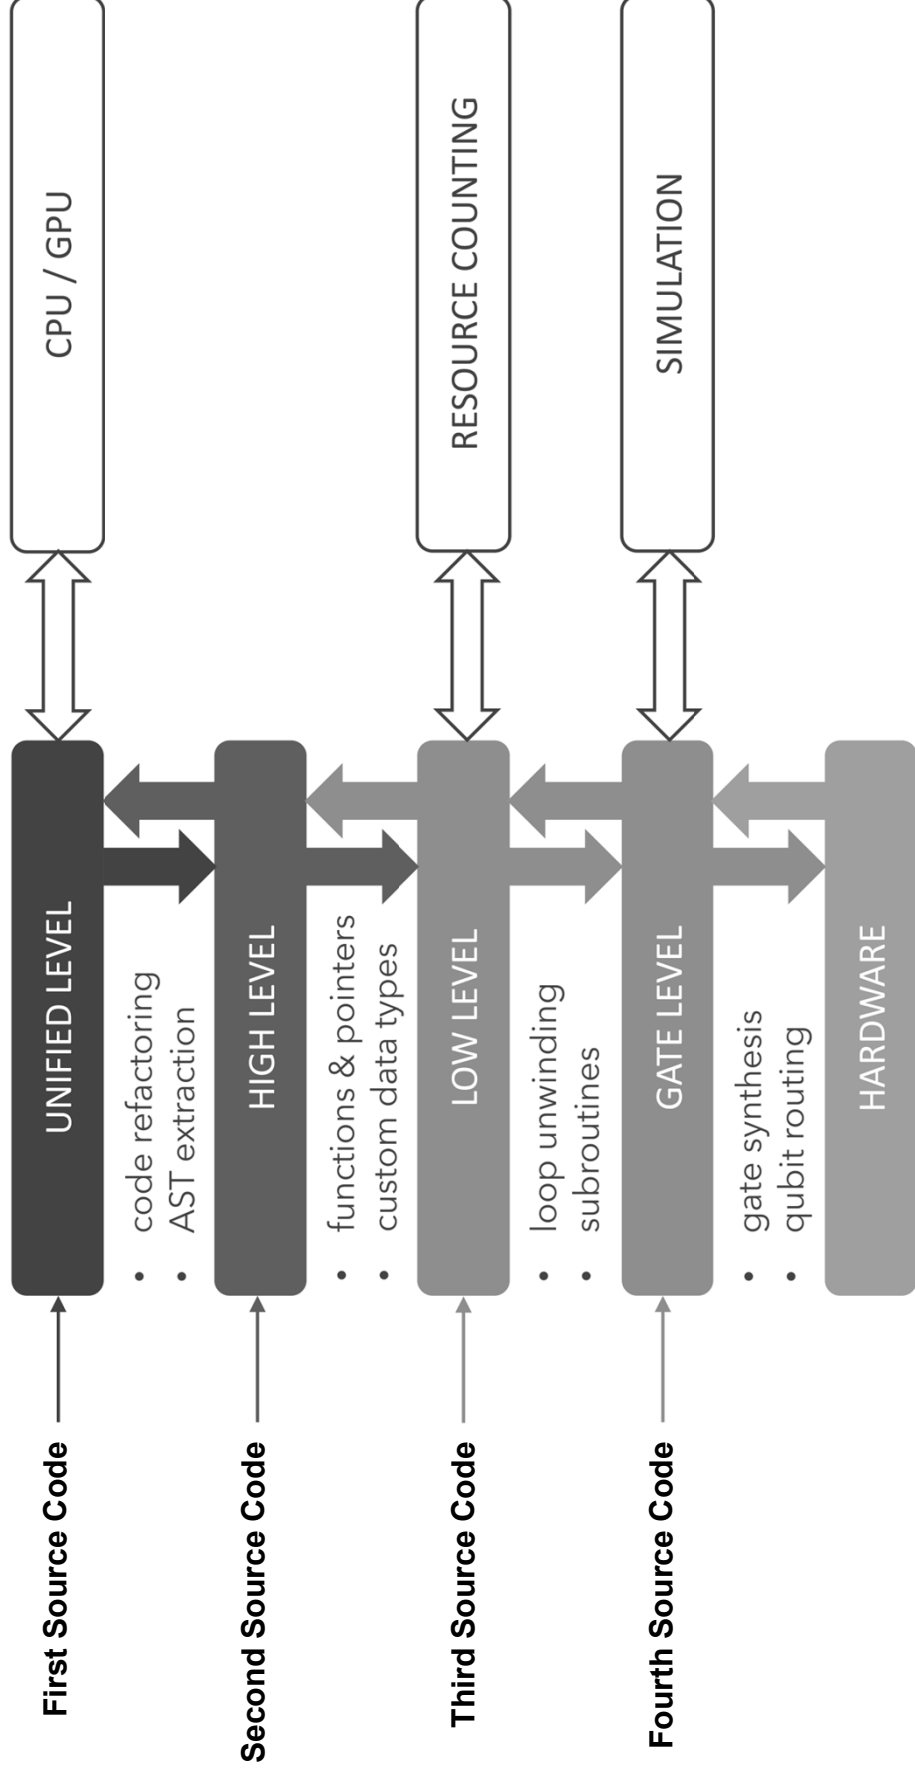 First Source Code
UNIFIED LEVEL
CPU / GPU
• code refactoring
• AST extraction
Second Source Code
HIGH LEVEL
• functions & pointers
• custom data types
Third Source Code
LOW LEVEL
RESOURCE COUNTING
• loop unwinding
• subroutines
Fourth Source Code
GATE LEVEL
SIMULATION
• gate synthesis
• qubit routing
HARDWARE